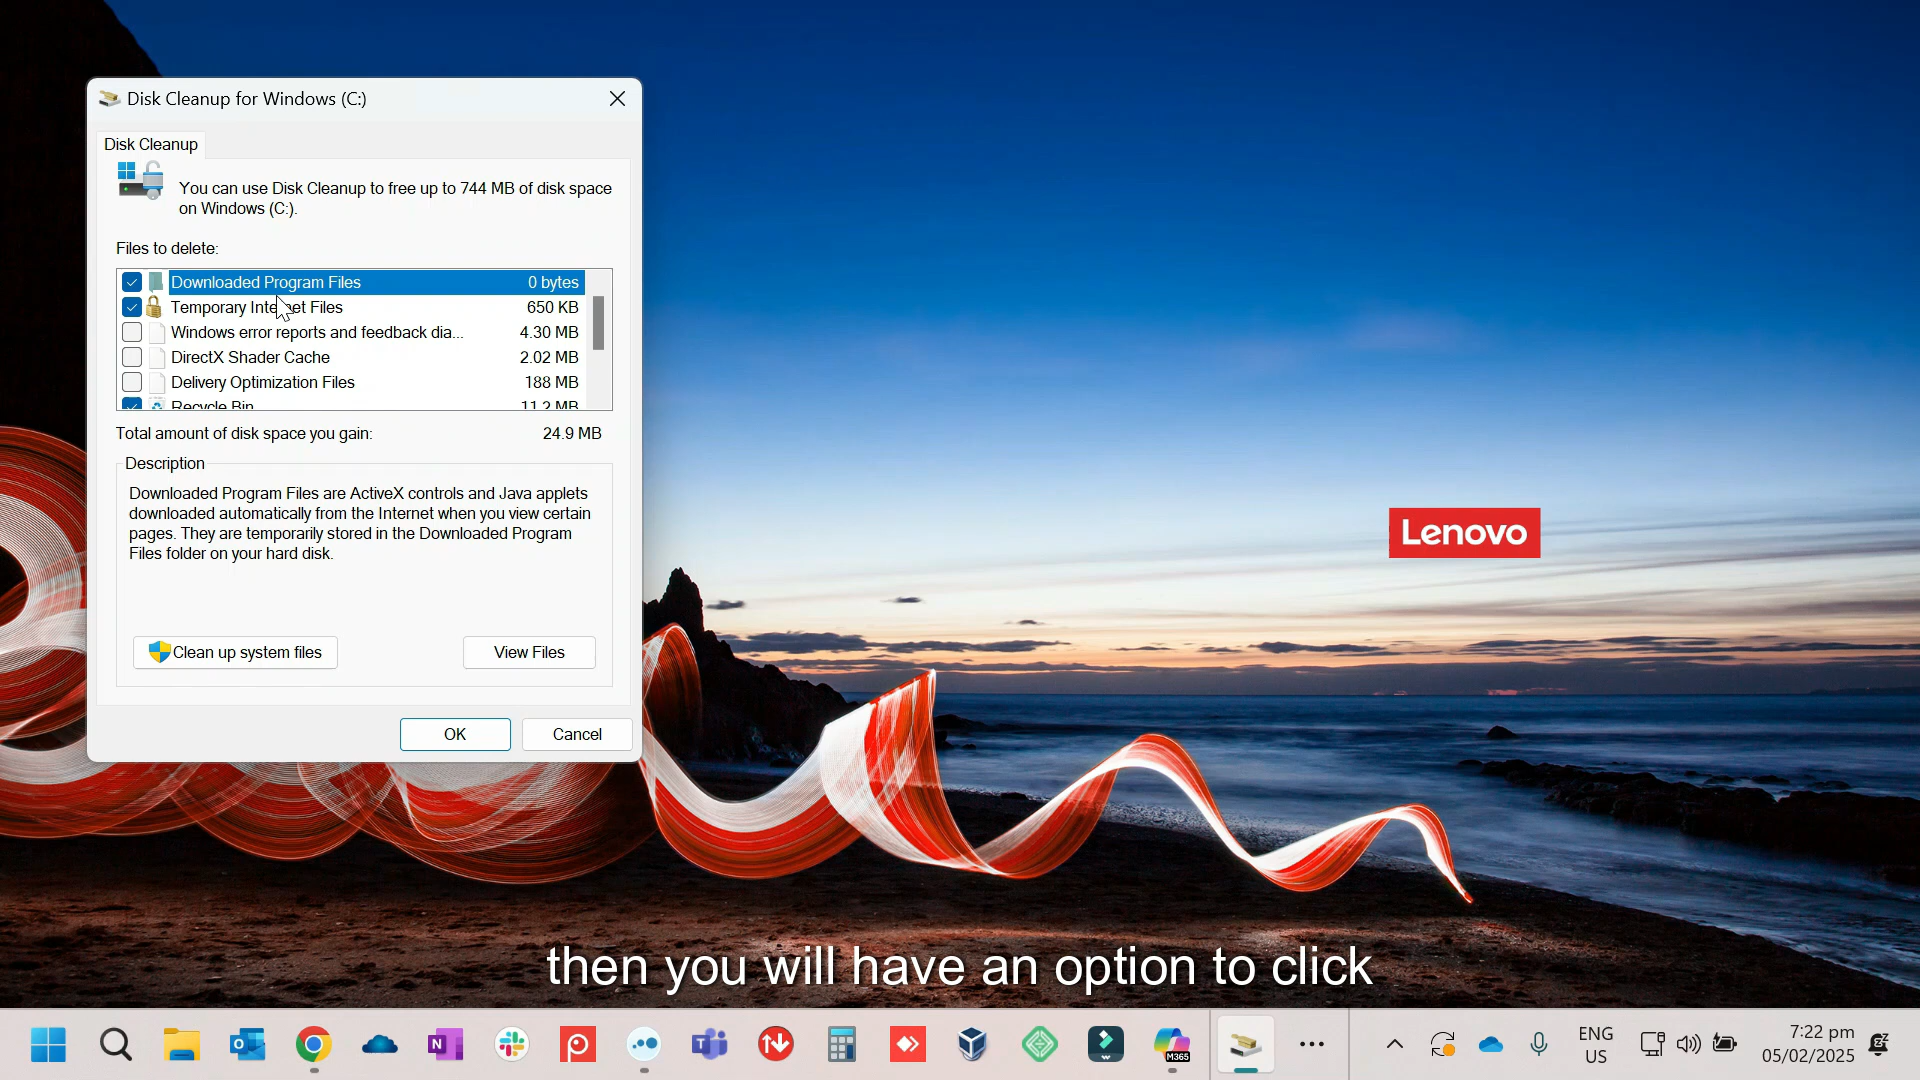 Disk Cleanup for Windows (C:)
Disk Cleanup
You can use Disk Cleanup to free up to 744 MB of disk space
on Windows (C:).
Files to delete:
Downloaded Program Files 0 bytes
Temporary Internet Files 650 KB
Windows error reports and feedback dia... 4.30 MB
DirectX Shader Cache 2.02 MB
Delivery Optimization Files 188 MB
Recycle Bin 11.2 MB
Total amount of disk space you gain: 24.9 MB
Description
Downloaded Program Files are ActiveX controls and Java applets
downloaded automatically from the Internet when you view certain
pages. They are temporarily stored in the Downloaded Program
Files folder on your hard disk.
Clean up system files
View Files
OK
Cancel
Lenovo
then you will have an option to click
M365
ENG
US
7:22 pm
05/02/2025